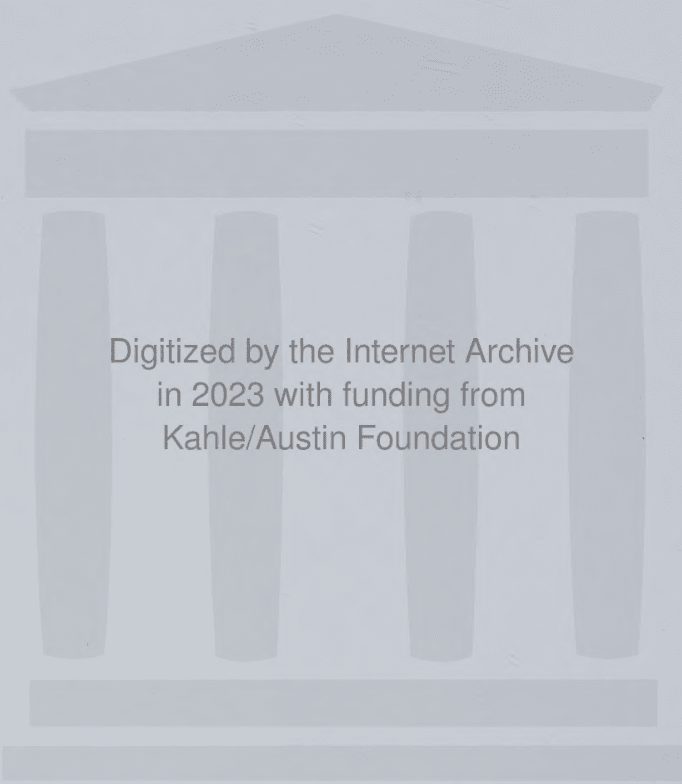 Digitized by the Internet Archive
in 2023 with funding from
Kahle/Austin Foundation